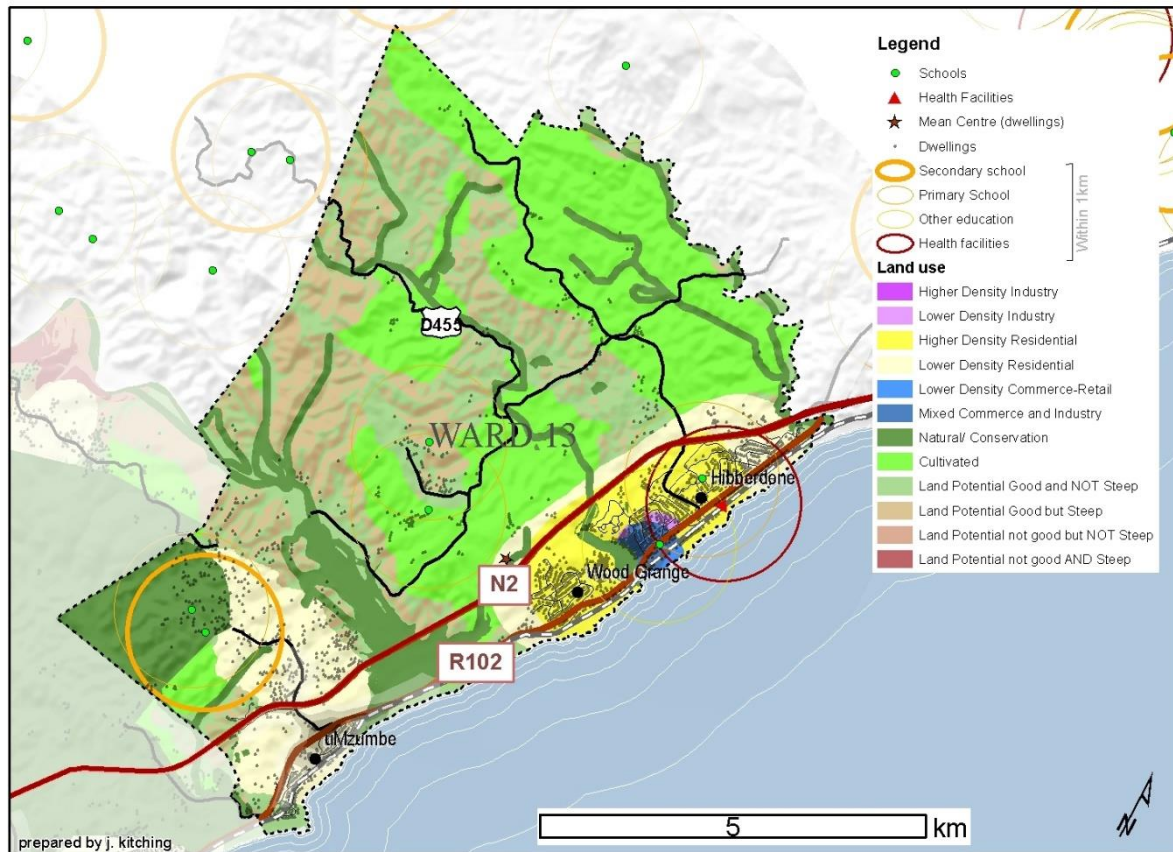 Legend
Schools
Health Facilities
Mean Centre (dwellings)
Dwellings
Secondary school
Primary School
Other education
Health facilities
Within 1km
Land use
Higher Density Industry
Lower Density Industry
Higher Density Residential
Lower Density Residential
Lower Density Commerce-Retail
Mixed Commerce and Industry
Natural/ Conservation
Cultivated
Land Potential Good and NOT Steep
Land Potential Good but Steep
Land Potential not good but NOT Steep
Land Potential not good AND Steep
D455
WARD 13
Hibberdene
Wood Grange
N2
R102
uMzumbe
5 km
N
prepared by j. kitching